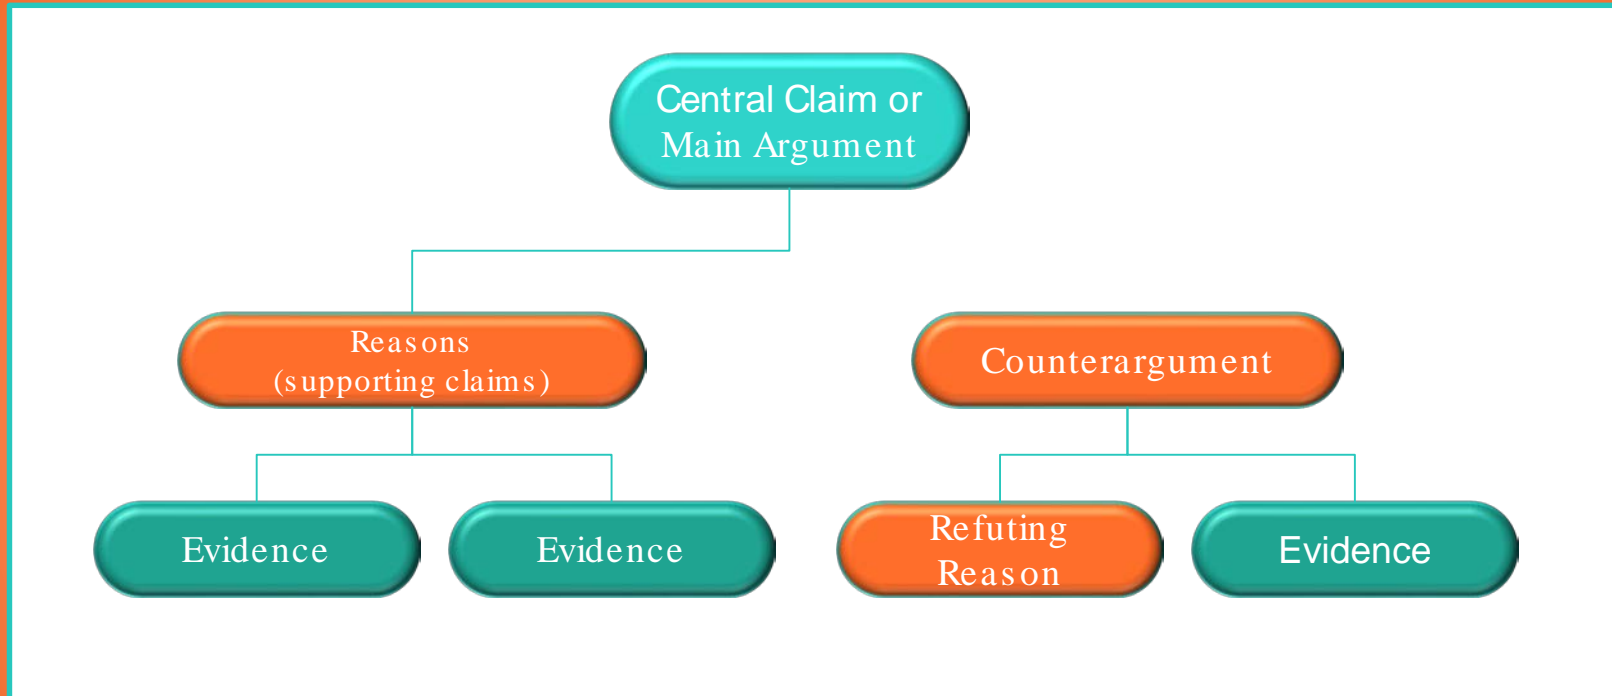 Central Claim or
Main Argument
Reasons
(supporting claims)
Counterargument
Evidence
Evidence
Refuting
Reason
Evidence